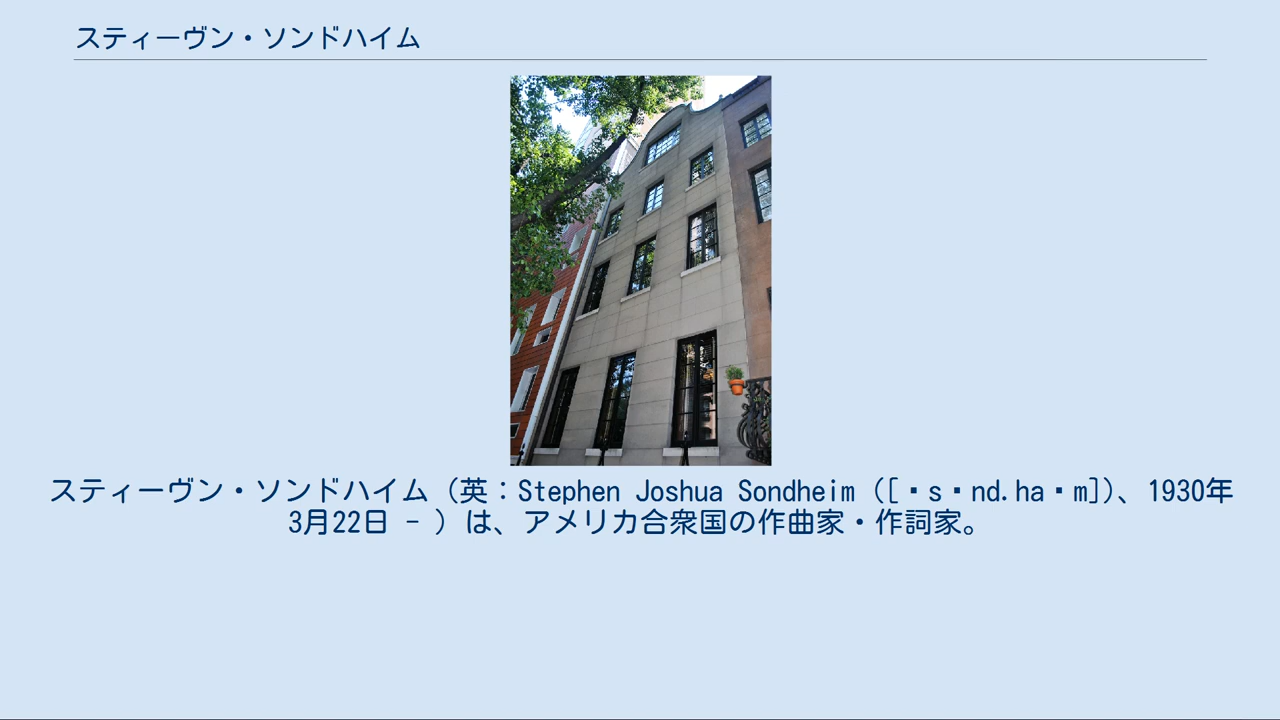 スティーヴン・ソンドハイム
スティーヴン・ソンドハイム（英：Stephen Joshua Sondheim ([▪s▪nd.ha▪m])、1930年
3月22日 - ）は、アメリカ合衆国の作曲家・作詞家。